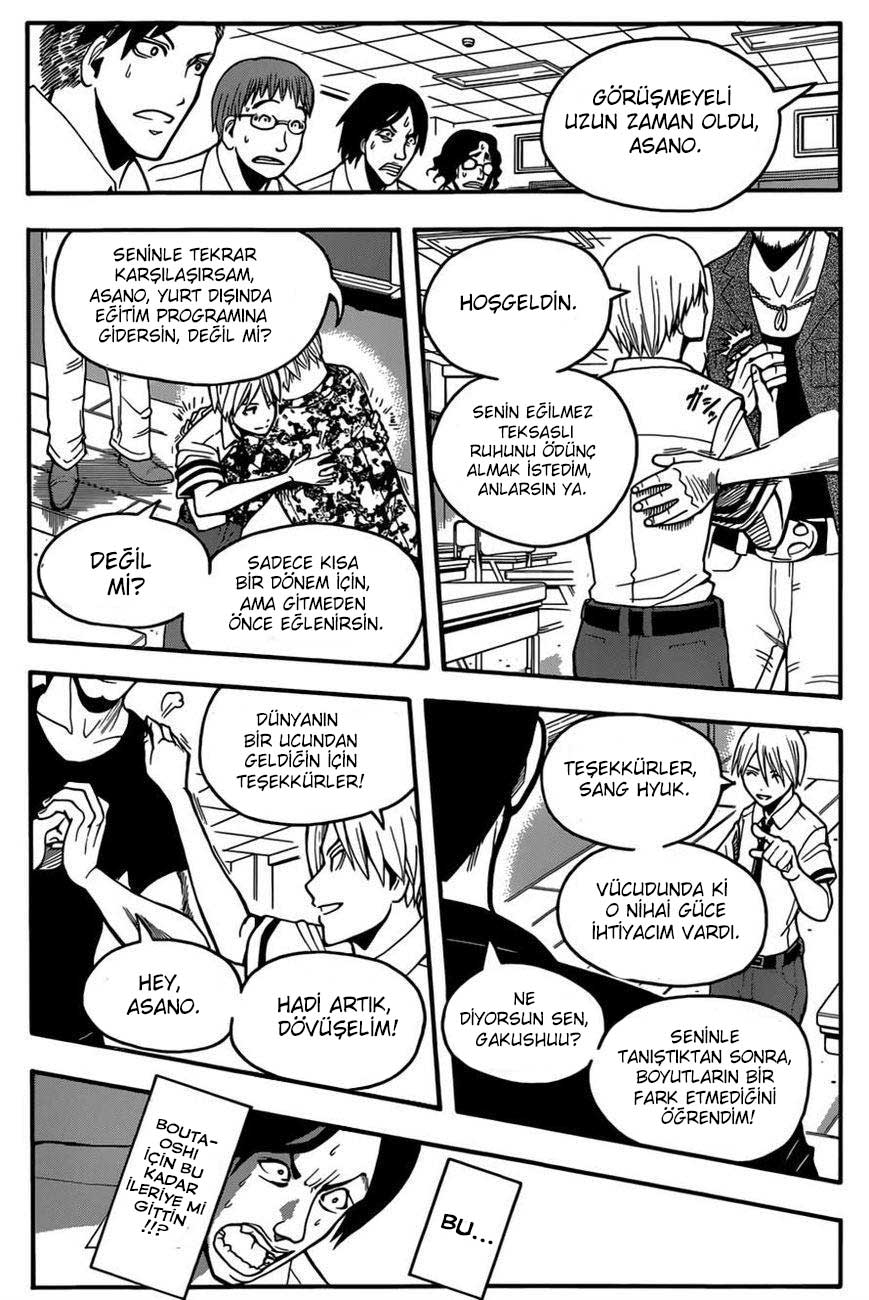 GÖRÜŞMEYELİ
UZUN ZAMAN OLDU,
ASANO.
HOŞGELDİN.
SENİN EĞİLMEZ
TEKSASLI
RUHUNU ÖDÜNÇ
ALMAK İSTEDİM,
ANLARSIN YA.
ガシ
SENİNLE TEKRAR
KARŞILAŞIRSAM,
ASANO, YURT DIŞINDA
EĞİTİM PROGRAMINA
GİDERSİN, DEĞİL Mİ?
DEĞİL
Mİ?
SADECE KISA
BİR DÖNEM İÇİN,
AMA GİTMEDEN
ÖNCE EĞLENİRSİN.
TEŞEKKÜRLER,
SANG HYUK.
VÜCUDUNDA Kİ
O NİHAİ GÜCE
İHTİYACIM VARDI.
NE
DİYORSUN SEN,
GAKUSHUU?
SENİNLE
TANIŞTIKTAN SONRA,
BOYUTLARIN BİR
FARK ETMEDİĞİNİ
ÖĞRENDİM!
DÜNYANIN
BİR UCUNDAN
GELDİĞİN İÇİN
TEŞEKKÜRLER!
HEY,
ASANO.
HADİ ARTIK,
DÖVÜŞELİM!
BU...
BOUTA-
OSHI
İÇİN BU
KADAR
İLERİYE Mİ
GİTTİN
!!?